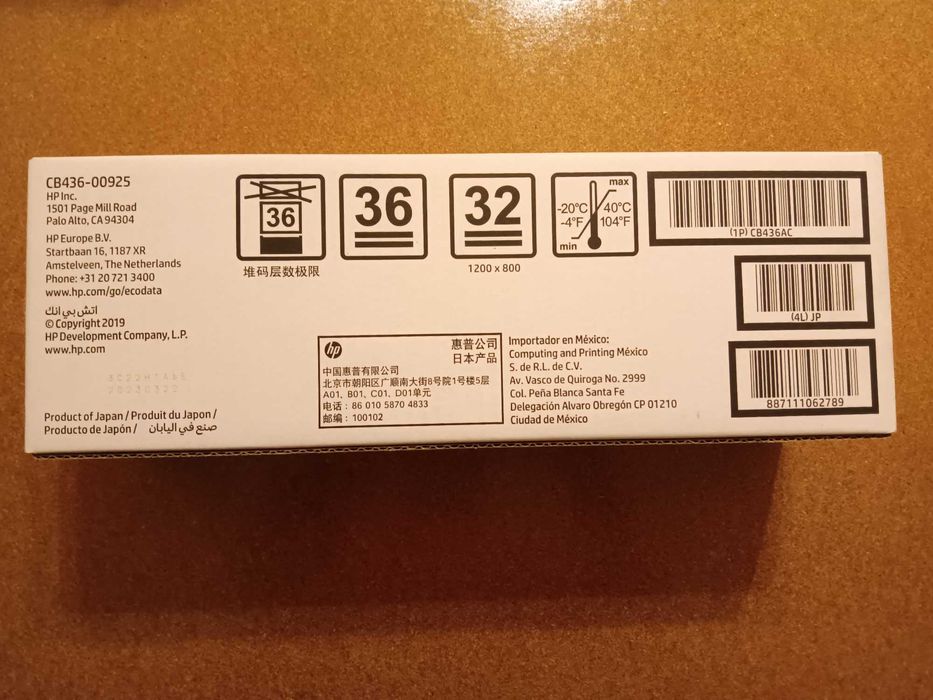 CB436-00925
HP Inc.
1501 Page Mill Road
Palo Alto, CA 94304
HP Europe B.V.
Startbaan 16, 1187 XR
Amstelveen, The Netherlands
Phone: +31 20 721 3400
www.hp.com/go/ecodata
اتش بي انك
© Copyright 2019
HP Development Company, L.P.
www.hp.com
20230322
Product of Japan / Produit du Japon /
Producto de Japón / صنع في اليابان
36
堆码层数极限
36
32
1200 x 800
max
-20°C 40°C
-4°F 104°F
min
(1P) CB436AC
(4L) JP
887111062789
hp 惠普公司
日本产品
中国惠普有限公司
北京市朝阳区广顺南大街8号院1号楼5层
A01, B01, C01, D01单元
电话：86 010 5870 4833
邮编：100102
Importador en México:
Computing and Printing México
S. de R.L. de C.V.
Av. Vasco de Quiroga No. 2999
Col. Peña Blanca Santa Fe
Delegación Alvaro Obregón CP 01210
Ciudad de México